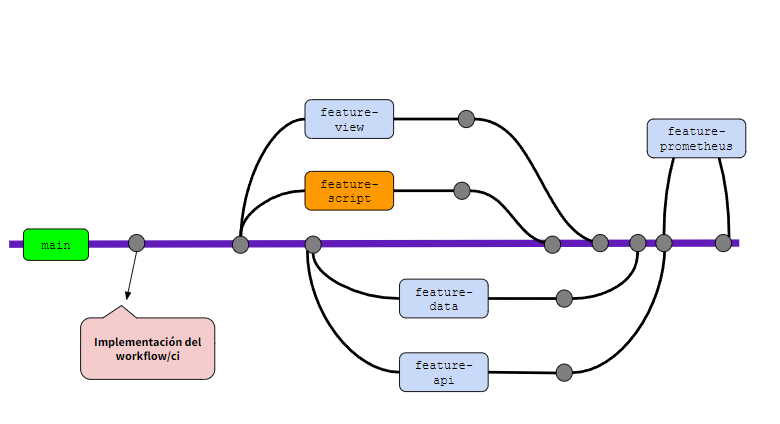 feature-
view
feature-
prometheus
feature-
script
main
feature-
data
Implementación del
workflow/ci
feature-
api